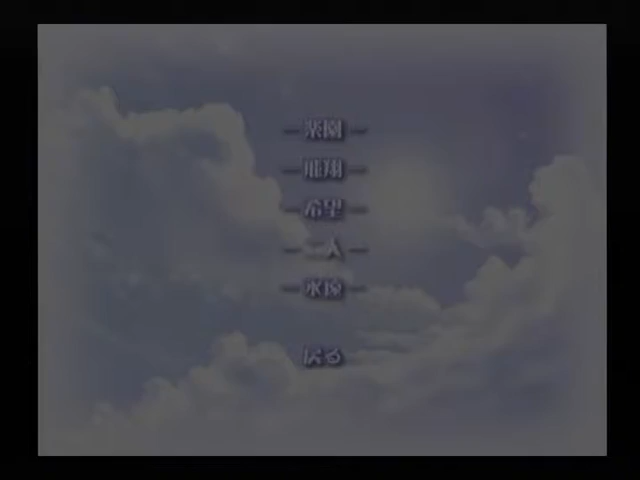 —楽園—
—飛翔—
—希望—
—二人—
戻る